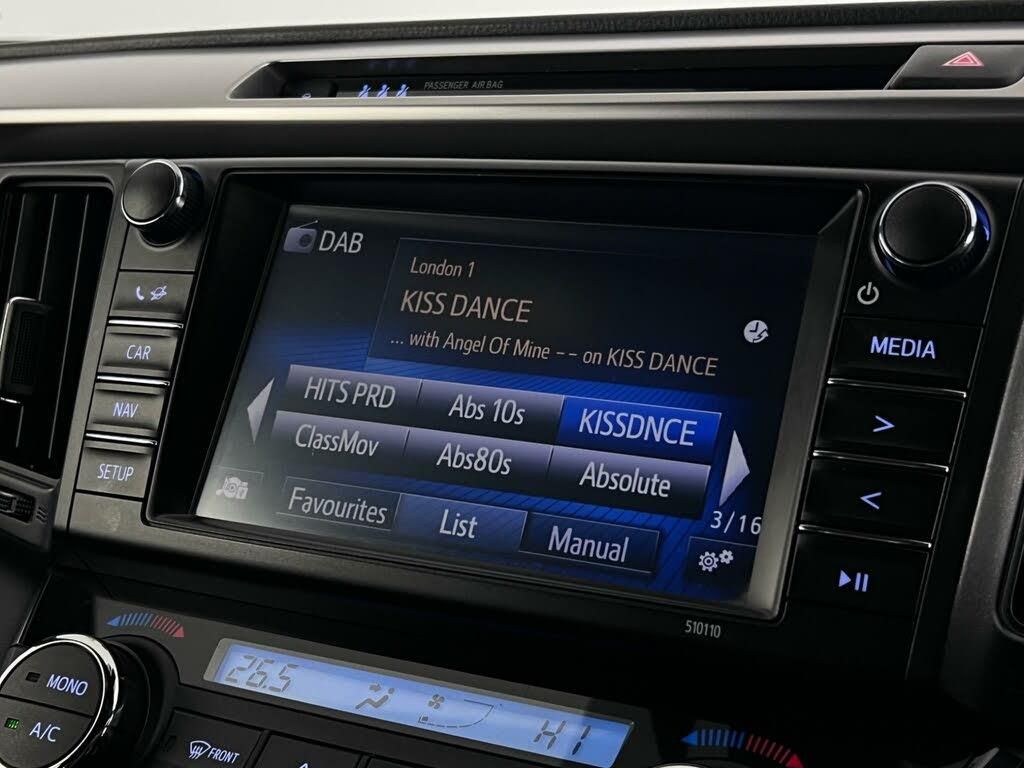 PASSENGER AIR BAG
DAB
London 1
KISS DANCE
... with Angel Of Mine -- on KISS DANCE
HITS PRD
Abs 10s
KISSDNCE
ClassMov
Abs80s
Absolute
3/16
Favourites
List
Manual
CAR
NAV
SETUP
MEDIA
>
<
510110
MONO
A/C
26.5
HI
FRONT